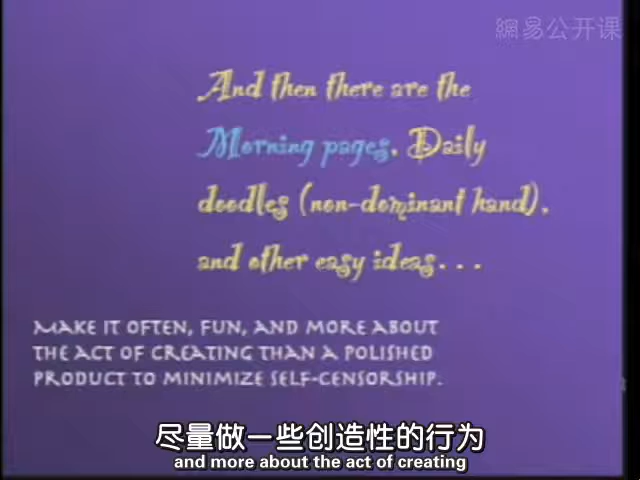 網易公开课
And then there are the
Morning pages. Daily
doodles (non-dominant hand).
and other easy ideas...
Make it often, fun, and more about
the act of creating than a polished
product to minimize self-censorship.
尽量做一些创造性的行为
and more about the act of creating